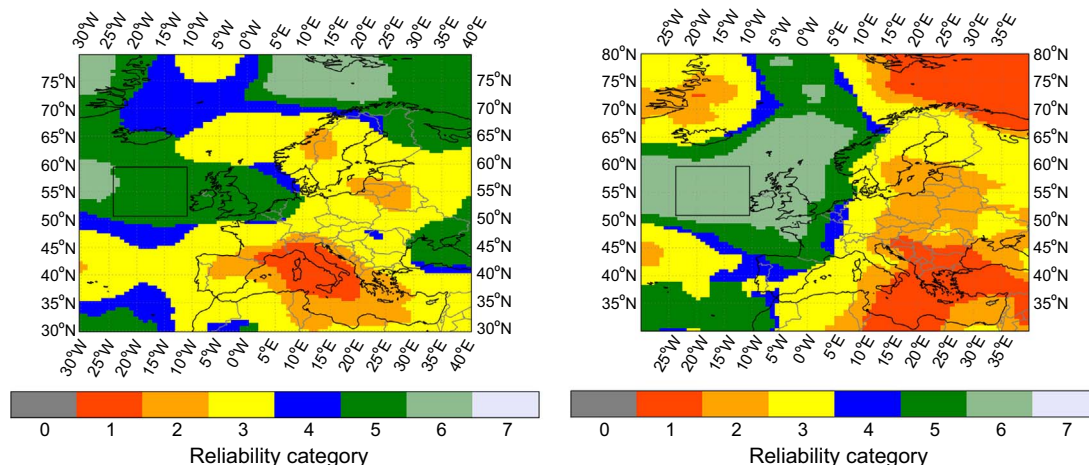 30°W 25°W 20°W 15°W 10°W 5°W 0°W 5°E 10°E 15°E 20°E 25°E 30°E 35°E 40°E
75°N 75°N
70°N 70°N
65°N 65°N
60°N 60°N
55°N 55°N
50°N 50°N
45°N 45°N
40°N 40°N
35°N 35°N
30°N 30°N
30°W 25°W 20°W 15°W 10°W 5°W 0°W 5°E 10°E 15°E 20°E 25°E 30°E 35°E 40°E
0 1 2 3 4 5 6 7
Reliability category
25°W 20°W 15°W 10°W 5°W 0°W 5°E 10°E 15°E 20°E 25°E 30°E 35°E
80°N 80°N
75°N 75°N
70°N 70°N
65°N 65°N
60°N 60°N
55°N 55°N
50°N 50°N
45°N 45°N
40°N 40°N
35°N 35°N
25°W 20°W 15°W 10°W 5°W 0°W 5°E 10°E 15°E 20°E 25°E 30°E 35°E
0 1 2 3 4 5 6 7
Reliability category